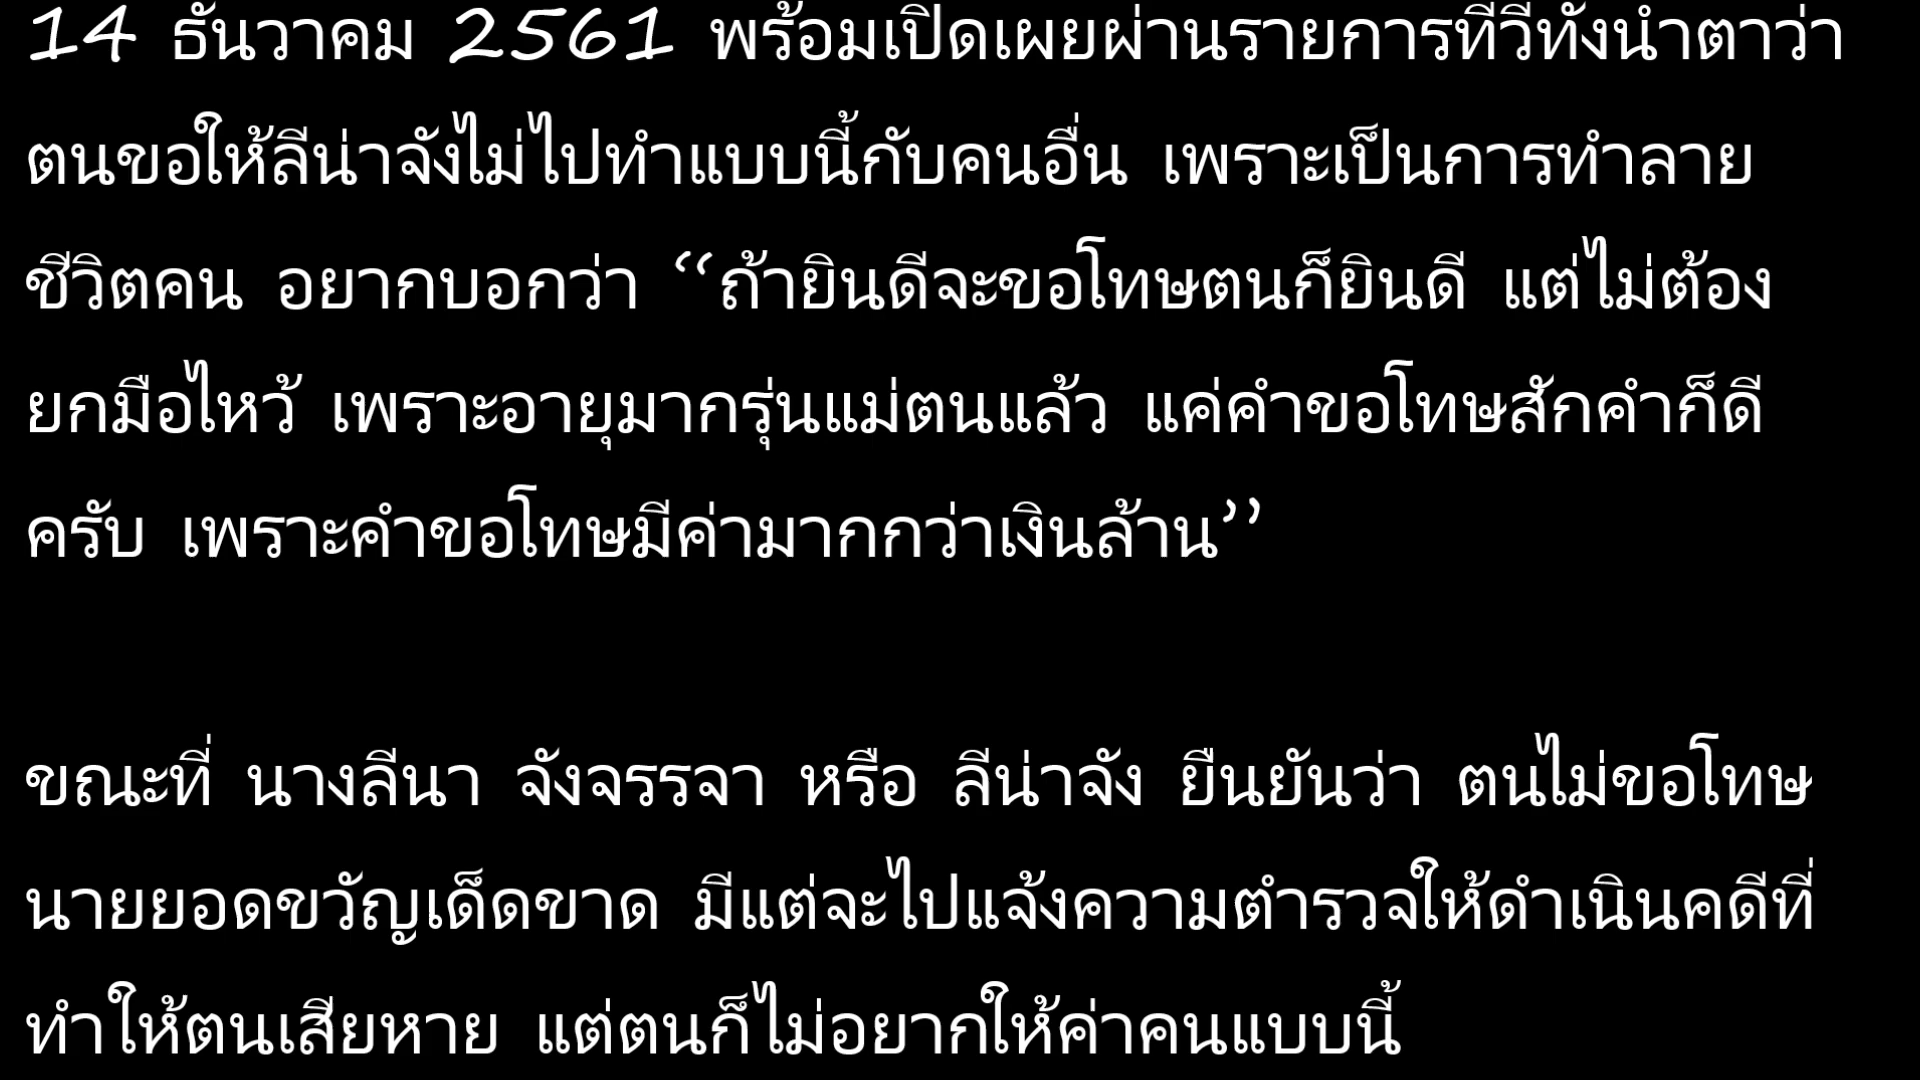 14 ธันวาคม 2561 พร้อมเปิดเผยผ่านรายการทีวีทั้งน้ำตาว่า
ตนขอให้ลีน่าจังไม่ไปทำแบบนี้กับคนอื่น เพราะเป็นการทำลาย
ชีวิตคน อยากบอกว่า “ถ้ายินดีจะขอโทษตนก็ยินดี แต่ไม่ต้อง
ยกมือไหว้ เพราะอายุมากรุ่นแม่ตนแล้ว แค่คำขอโทษสักคำก็ดี
ครับ เพราะคำขอโทษมีค่ามากกว่าเงินล้าน”
ขณะที่ นางลีนา จังจรรจา หรือ ลีน่าจัง ยืนยันว่า ตนไม่ขอโทษ
นายยอดขวัญเด็ดขาด มีแต่จะไปแจ้งความตำรวจให้ดำเนินคดีที่
ทำให้ตนเสียหาย แต่ตนก็ไม่อยากให้ค่าคนแบบนี้